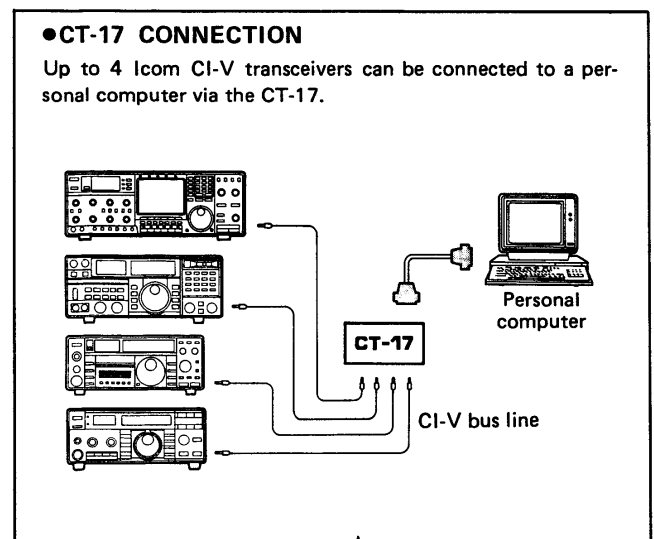 ●CT-17 CONNECTION
Up to 4 Icom CI-V transceivers can be connected to a per-
sonal computer via the CT-17.
Personal
computer
CT-17
CI-V bus line